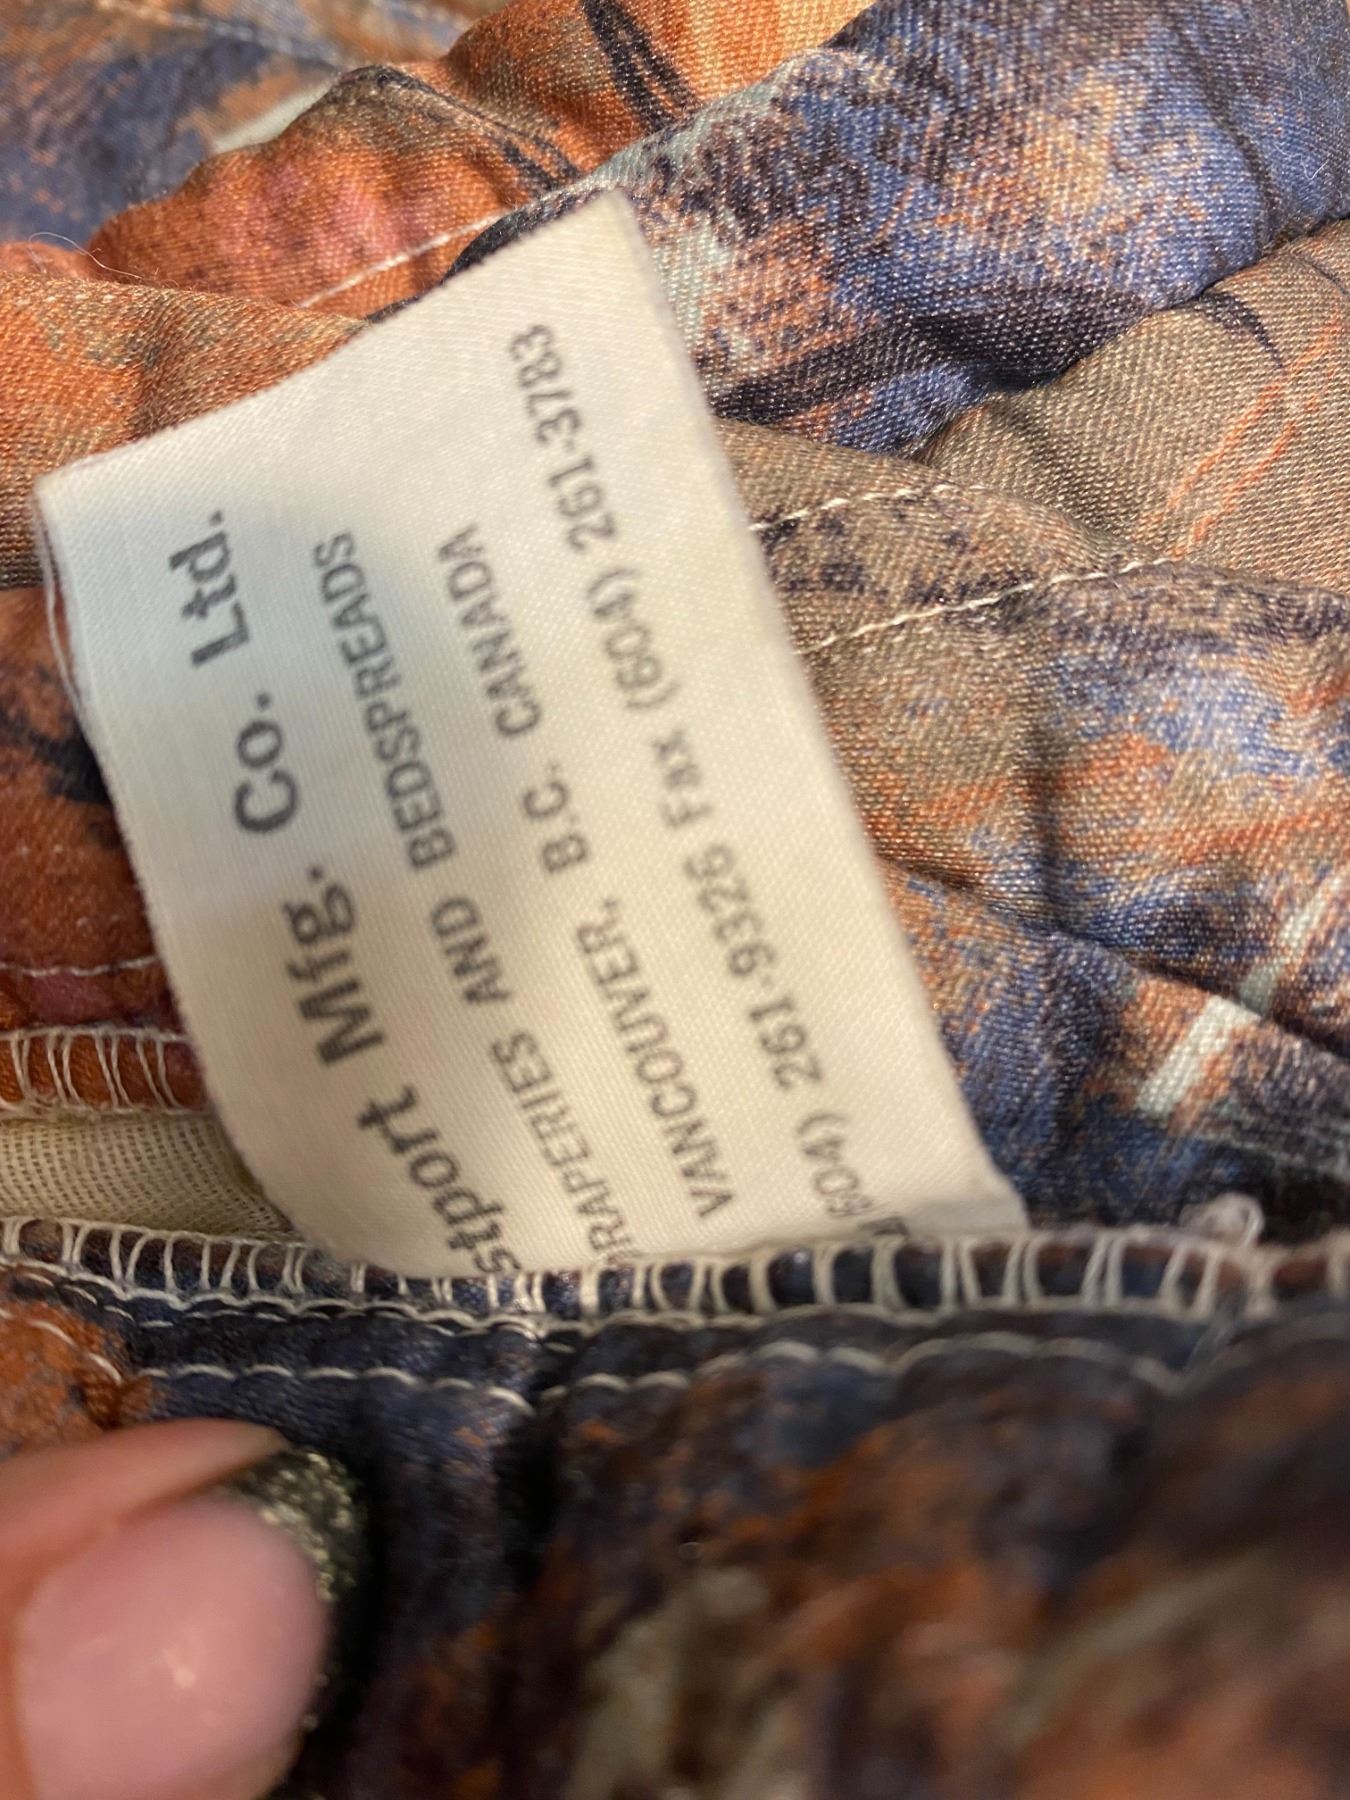 stport Mfg. Co. Ltd.
RAPERIES AND BEDSPREADS
VANCOUVER, B.C. CANADA
604) 261-9326 Fax (604) 261-3783